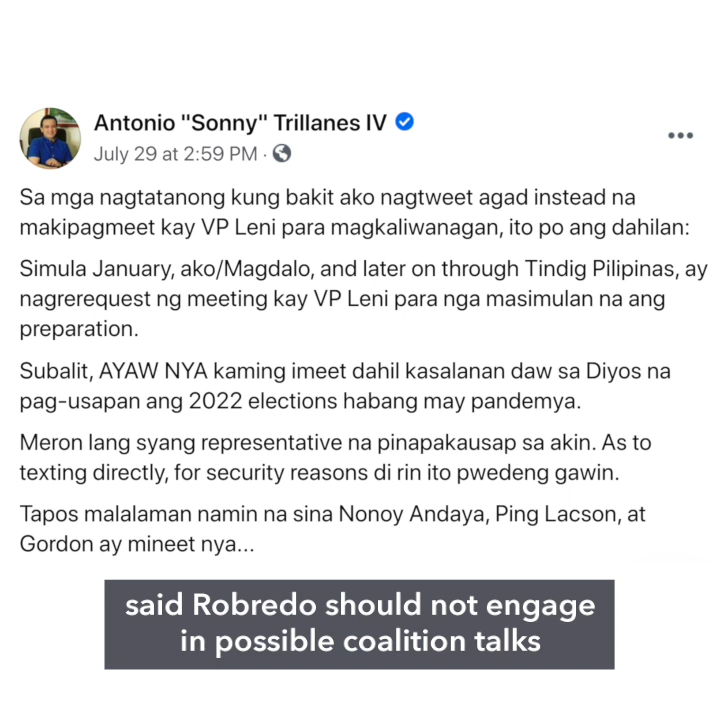 Antonio "Sonny" Trillanes IV
July 29 at 2:59 PM ·
Sa mga nagtatanong kung bakit ako nagtweet agad instead na
makipagmeet kay VP Leni para magkaliwanagan, ito po ang dahilan:
Simula January, ako/Magdalo, and later on through Tindig Pilipinas, ay
nagrerequest ng meeting kay VP Leni para nga masimulan na ang
preparation.
Subalit, AYAW NYA kaming imeet dahil kasalanan daw sa Diyos na
pag-usapan ang 2022 elections habang may pandemya.
Meron lang syang representative na pinapakausap sa akin. As to
texting directly, for security reasons di rin ito pwedeng gawin.
Tapos malalaman namin na sina Nonoy Andaya, Ping Lacson, at
Gordon ay mineet nya...
said Robredo should not engage
in possible coalition talks